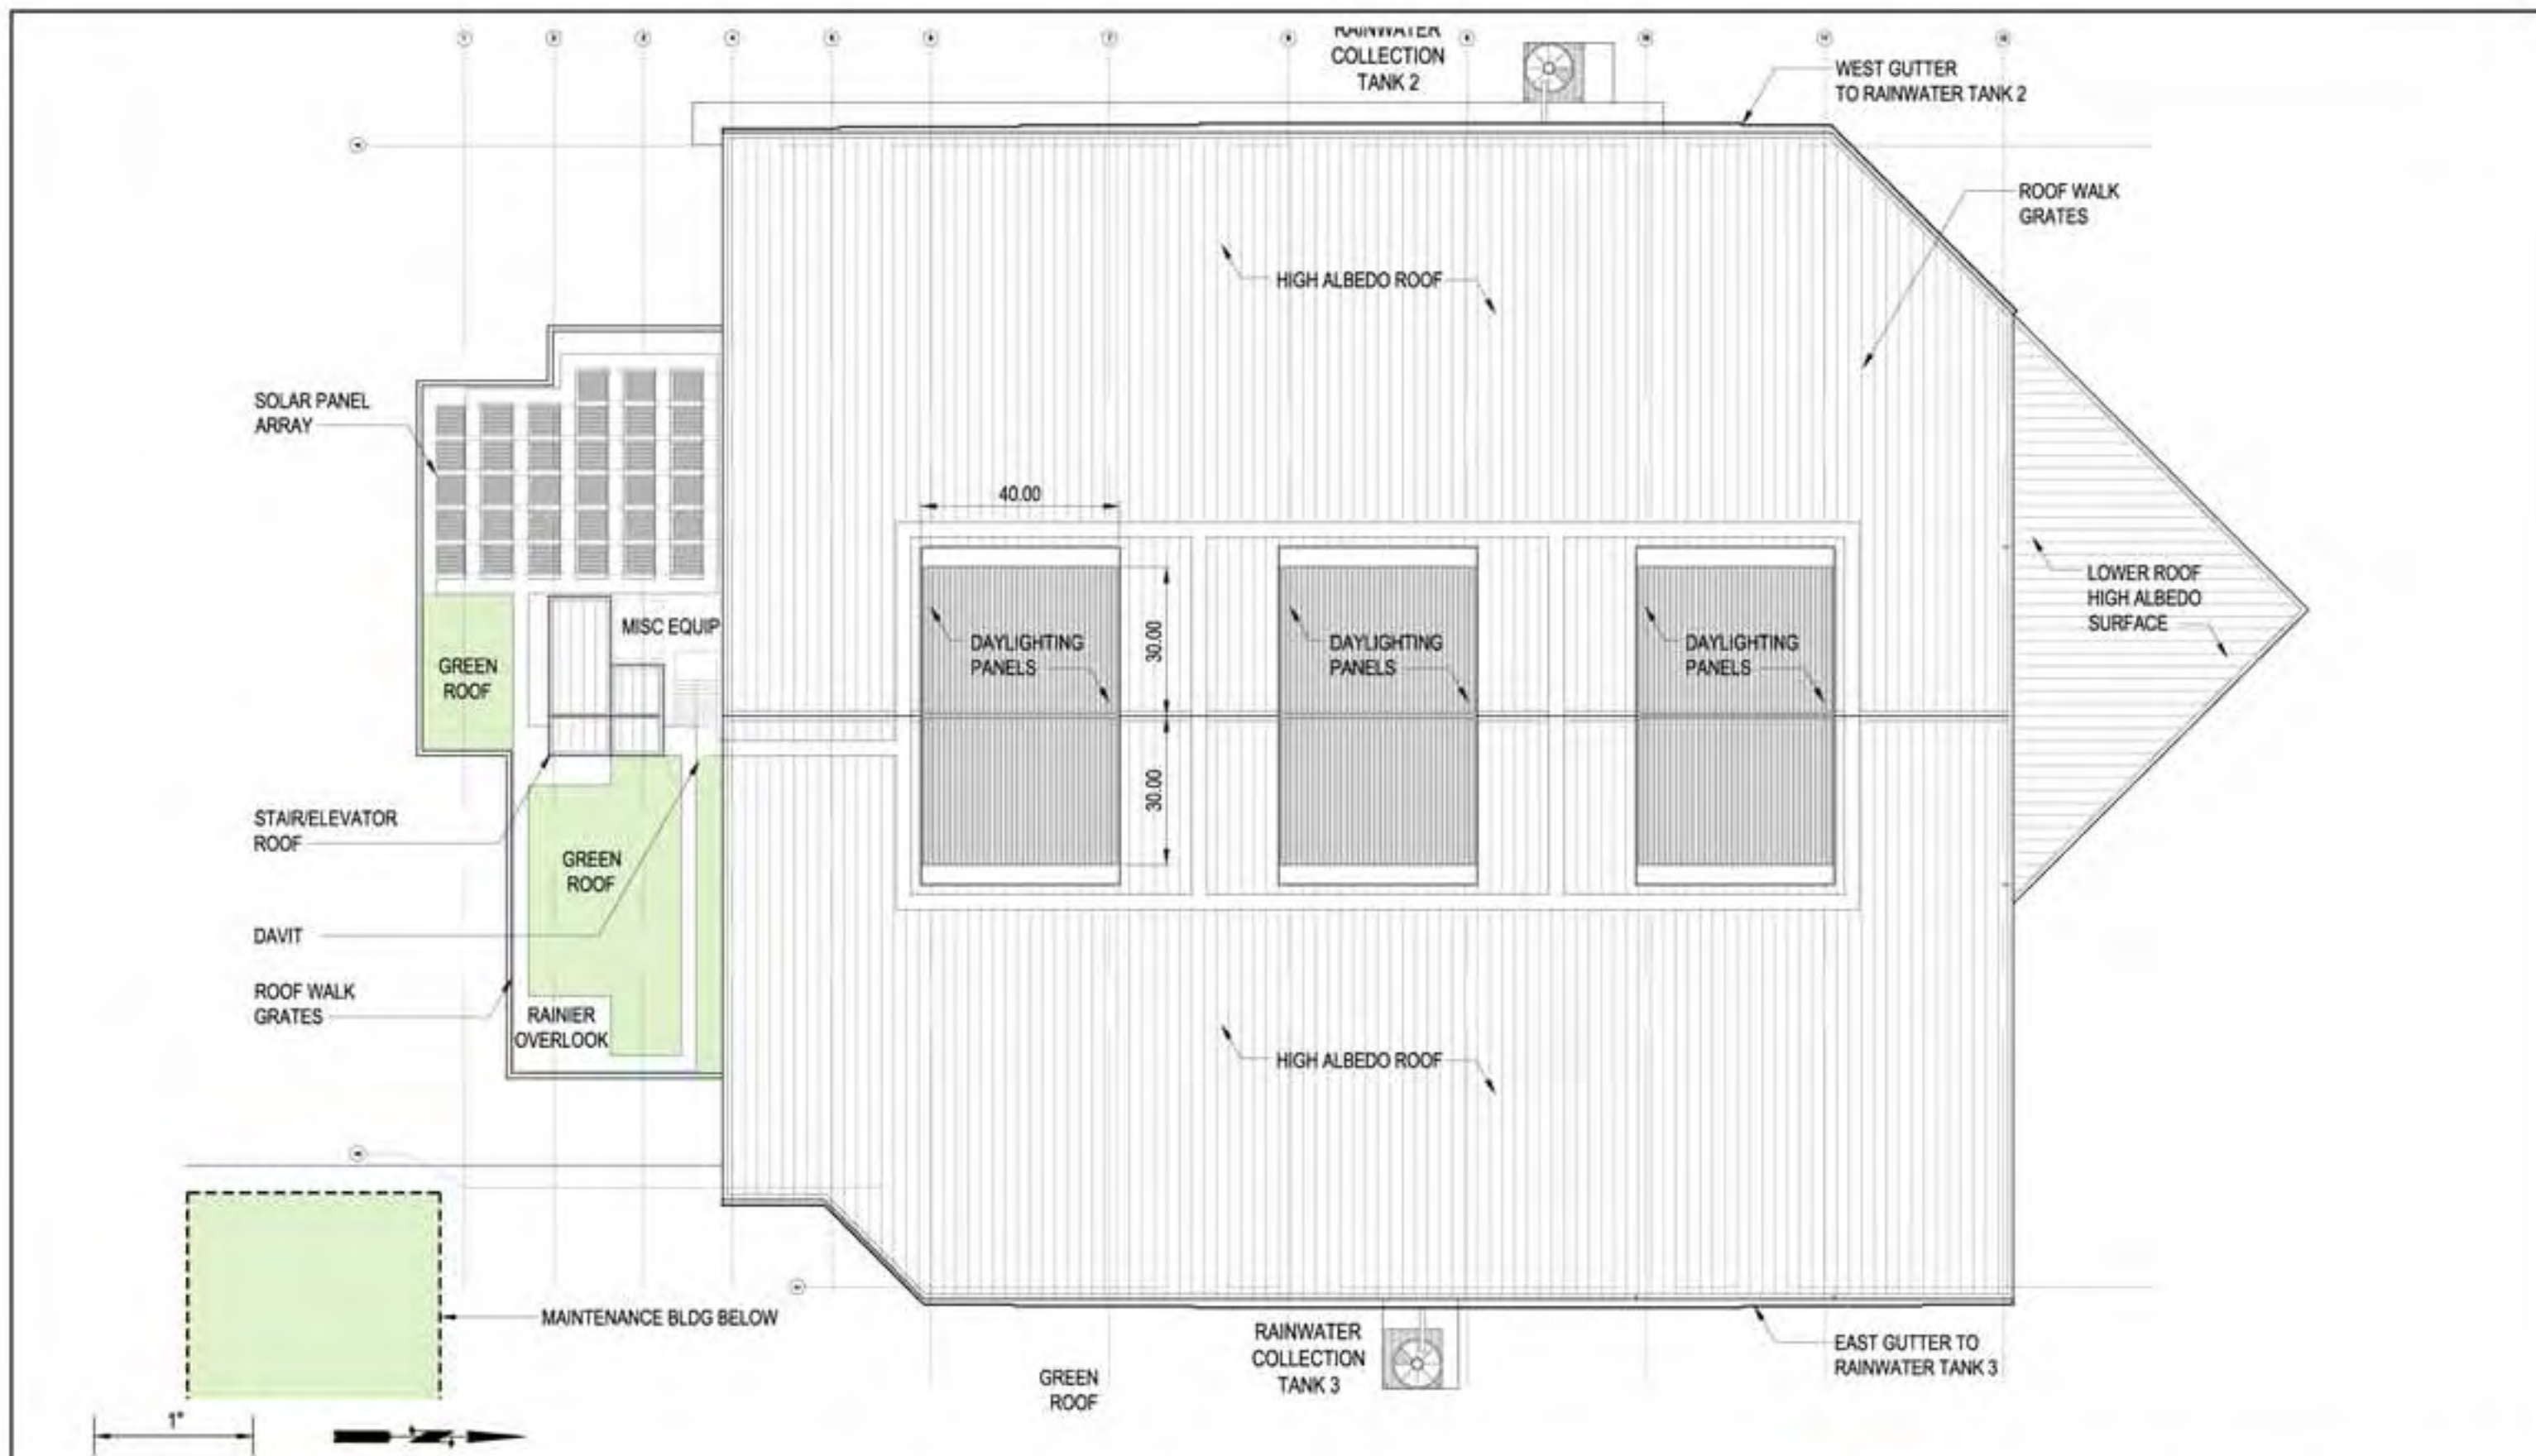 RAINWATER
COLLECTION
TANK 2
WEST GUTTER
TO RAINWATER TANK 2
ROOF WALK
GRATES
HIGH ALBEDO ROOF
SOLAR PANEL
ARRAY
40.00
LOWER ROOF
HIGH ALBEDO
SURFACE
MISC EQUIP
30.00
DAYLIGHTING
PANELS
DAYLIGHTING
PANELS
DAYLIGHTING
PANELS
GREEN
ROOF
30.00
STAIR/ELEVATOR
ROOF
GREEN
ROOF
DAVIT
ROOF WALK
GRATES
RAINIER
OVERLOOK
HIGH ALBEDO ROOF
MAINTENANCE BLDG BELOW
RAINWATER
COLLECTION
TANK 3
EAST GUTTER TO
RAINWATER TANK 3
GREEN
ROOF
1"